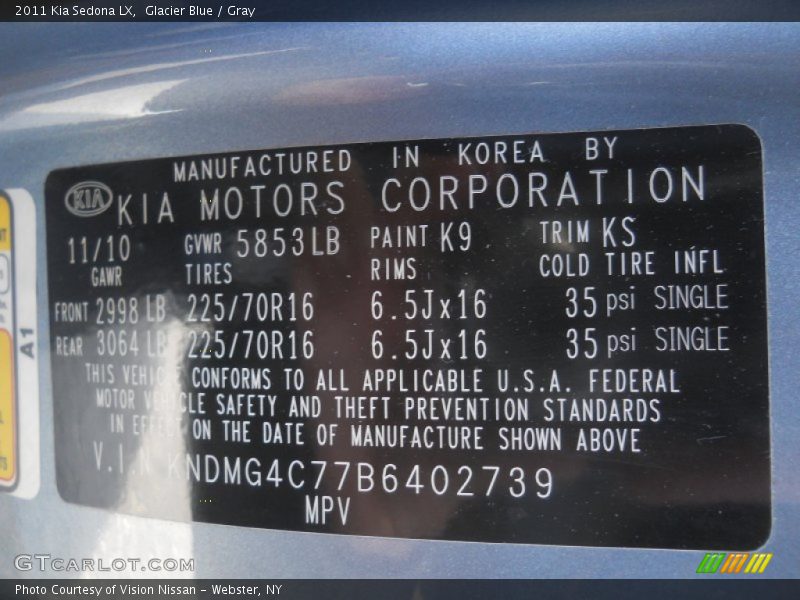 2011 Kia Sedona LX,  Glacier Blue / Gray
MANUFACTURED IN KOREA BY
KIA KIA MOTORS CORPORATION
11/10 GVWR 5853LB PAINT K9 TRIM KS
GAWR TIRES RIMS COLD TIRE INFL
FRONT 2998 LB 225/70R16 6.5Jx16 35 psi SINGLE
REAR 3064 LB 225/70R16 6.5Jx16 35 psi SINGLE
THIS VEHICLE CONFORMS TO ALL APPLICABLE U.S.A. FEDERAL
MOTOR VEHICLE SAFETY AND THEFT PREVENTION STANDARDS
IN EFFECT ON THE DATE OF MANUFACTURE SHOWN ABOVE
V.I.N KNDMG4C77B6402739
MPV
A1
GTCARLOT.COM
Photo Courtesy of Vision Nissan - Webster, NY